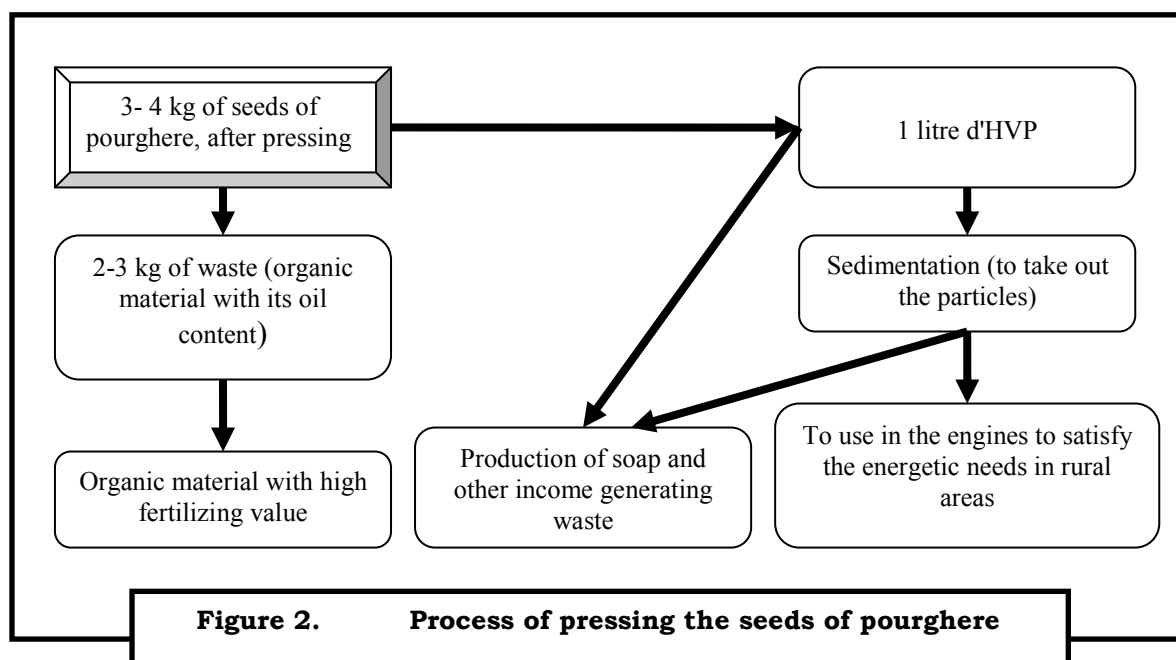 3- 4 kg of seeds of
pourghere, after pressing
1 litre d'HVP
2-3 kg of waste (organic
material with its oil
content)
Sedimentation (to take out
the particles)
Organic material with high
fertilizing value
Production of soap and
other income generating
waste
To use in the engines to satisfy
the energetic needs in rural
areas
Figure 2. Process of pressing the seeds of pourghere